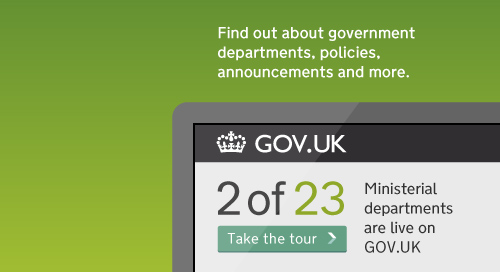 Find out about government
departments, policies,
announcements and more.
GOV.UK
2 of 23
Take the tour
Ministerial
departments
are live on
GOV.UK